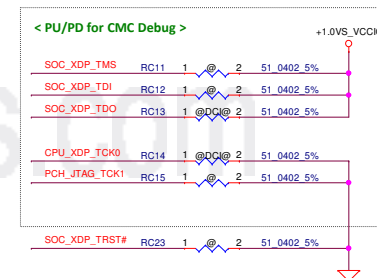 < PU/PD for CMC Debug >
+1.0VS_VCCI
SOC_XDP_TMS RC11 1 @ 2 51_0402_5%
SOC_XDP_TDI RC12 1 @ 2 51_0402_5%
SOC_XDP_TDO RC13 1 @DCI@ 2 51_0402_5%
CPU_XDP_TCK0 RC14 1 @DCI@ 2 51_0402_5%
PCH_JTAG_TCK1 RC15 1 @ 2 51_0402_5%
SOC_XDP_TRST# RC23 1 @ 2 51_0402_5%
s.com